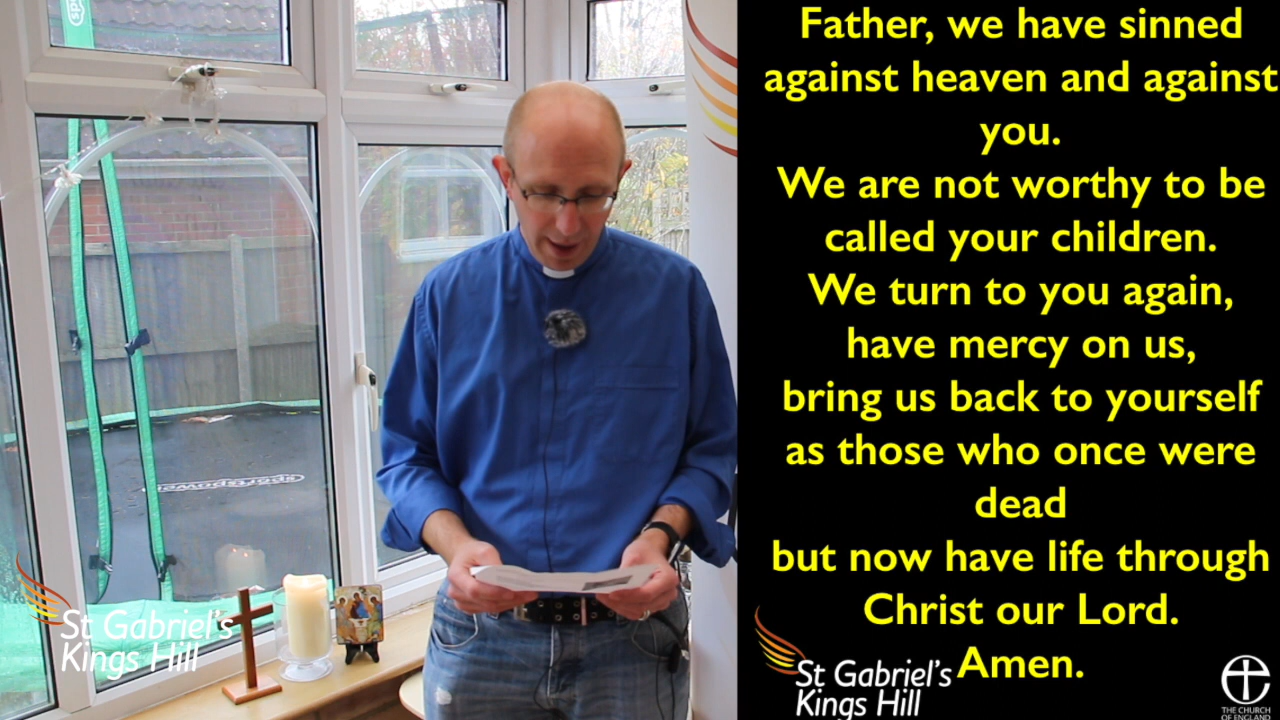 Father, we have sinned
against heaven and against
you.
We are not worthy to be
called your children.
We turn to you again,
have mercy on us,
bring us back to yourself
as those who once were
dead
but now have life through
Christ our Lord.
Amen.
St Gabriel's
Kings Hill
St Gabriel's
Kings Hill
THE CHURCH
OF ENGLAND